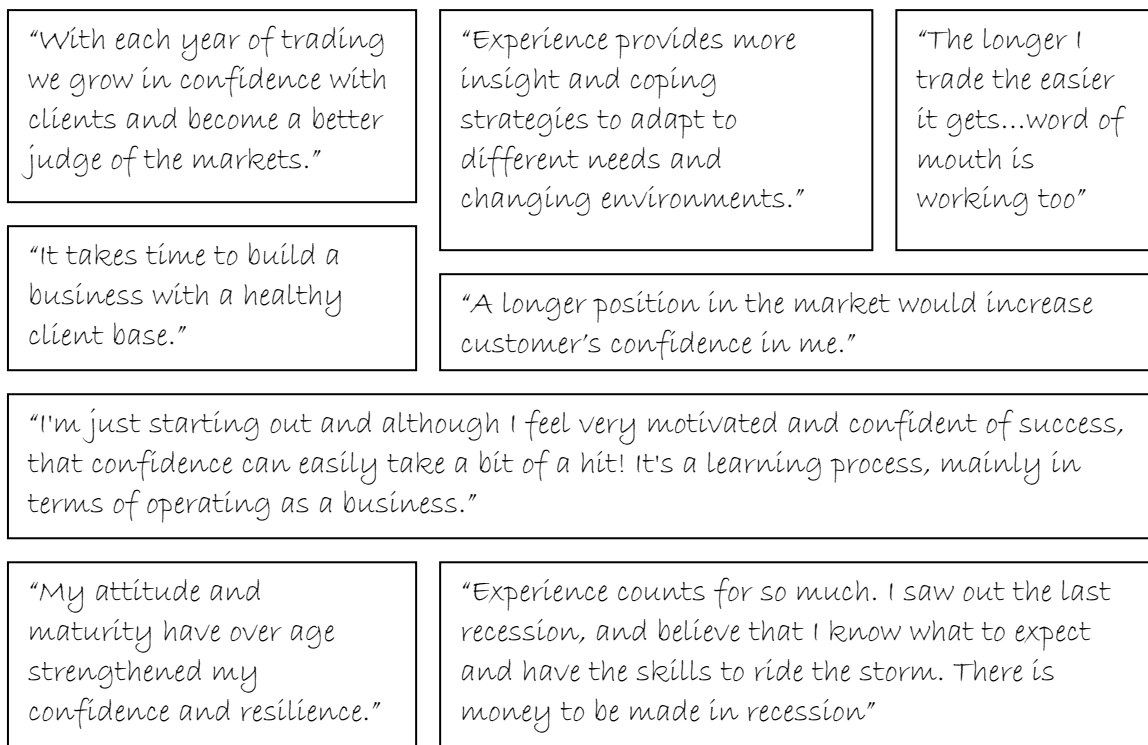 “With each year of trading
we grow in confidence with
clients and become a better
judge of the markets.”
“Experience provides more
insight and coping
strategies to adapt to
different needs and
changing environments.”
“The longer I
trade the easier
it gets...word of
mouth is
working too”
“It takes time to build a
business with a healthy
client base.”
“A longer position in the market would increase
customer’s confidence in me.”
“I'm just starting out and although I feel very motivated and confident of success,
that confidence can easily take a bit of a hit! It's a learning process, mainly in
terms of operating as a business.”
“My attitude and
maturity have over age
strengthened my
confidence and resilience.”
“Experience counts for so much. I saw out the last
recession, and believe that I know what to expect
and have the skills to ride the storm. There is
money to be made in recession”